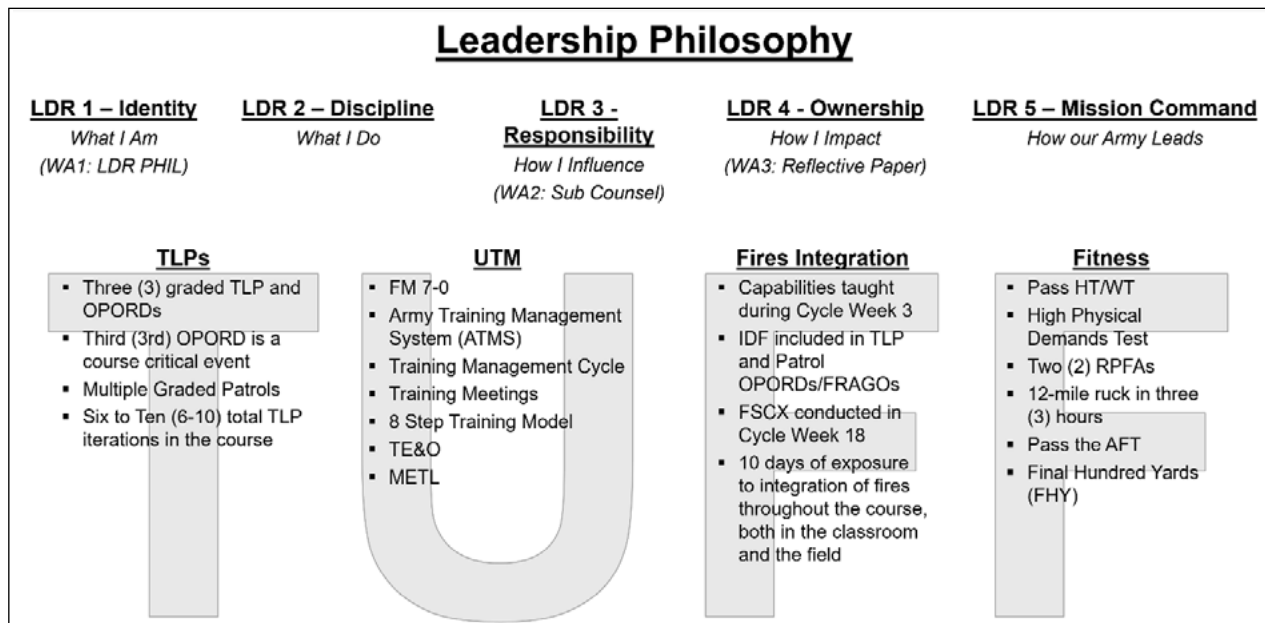 Leadership Philosophy
LDR 1 – Identity
What I Am
(WA1: LDR PHIL)
LDR 2 – Discipline
What I Do
LDR 3 -
Responsibility
How I Influence
(WA2: Sub Counsel)
LDR 4 - Ownership
How I Impact
(WA3: Reflective Paper)
LDR 5 – Mission Command
How our Army Leads
TLPs
▪ Three (3) graded TLP and
OPORDs
▪ Third (3rd) OPORD is a
course critical event
▪ Multiple Graded Patrols
▪ Six to Ten (6-10) total TLP
iterations in the course
UTM
▪ FM 7-0
▪ Army Training Management
System (ATMS)
▪ Training Management Cycle
▪ Training Meetings
▪ 8 Step Training Model
▪ TE&O
▪ METL
Fires Integration
▪ Capabilities taught
during Cycle Week 3
▪ IDF included in TLP
and Patrol
OPORDs/FRAGOs
▪ FSCX conducted in
Cycle Week 18
▪ 10 days of exposure
to integration of fires
throughout the course,
both in the classroom
and the field
Fitness
▪ Pass HT/WT
▪ High Physical
Demands Test
▪ Two (2) RPFAs
▪ 12-mile ruck in three
(3) hours
▪ Pass the AFT
▪ Final Hundred Yards
(FHY)
T
U
F
F